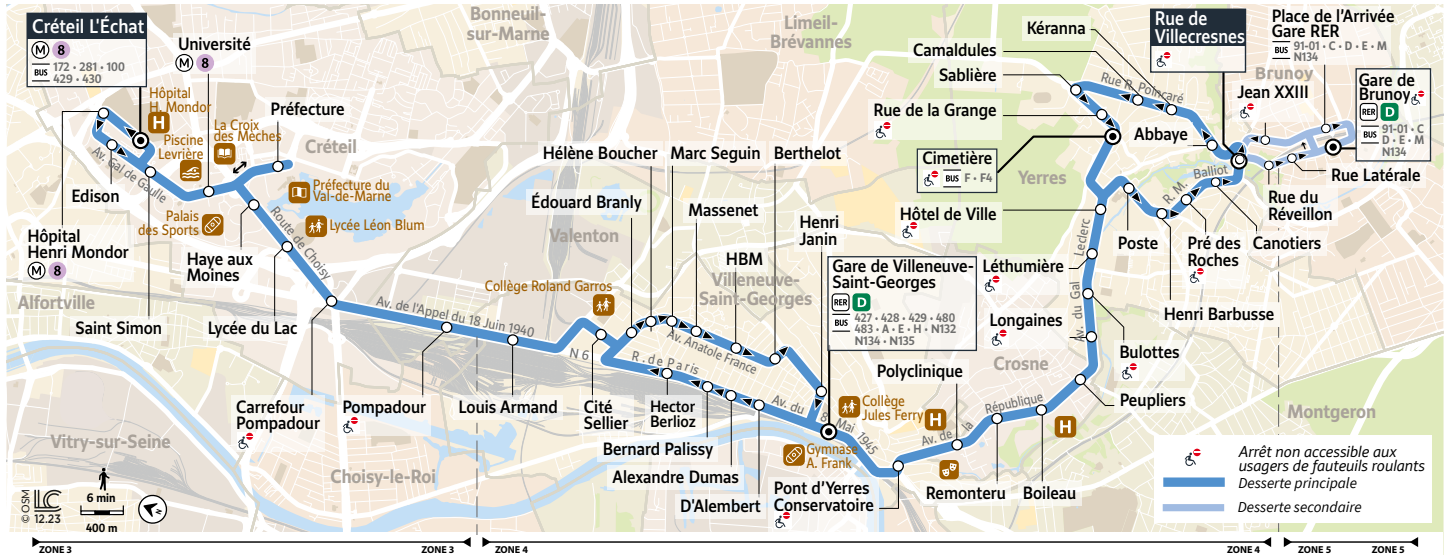 Créteil L'Échat
M 8
BUS 172 • 281 • 100
429 • 430
Université
M 8
Bonneuil-
sur-Marne
Limeil-
Brévannes
Kéranna
Camaldules
Sablière
Rue de la Grange
Rue de
Villecresnes
Place de l'Arrivée
Gare RER
BUS 91-01 • C • D • E • M
N134
Brunoy
Jean XXIII
Gare de
Brunoy
RER D
BUS 91-01 • C
D • E • M
N134
Hôpital
H. Mondor
H
Piscine
Levrière
La Croix
des Mèches
Préfecture
Créteil
Rue R. Poincaré
Abbaye
Cimetière
BUS F • F4
Yerres
R. M. Balliot
Rue Latérale
Rue du
Réveillon
Av. Gal de Gaulle
Edison
Palais
des Sports
Préfecture du
Val-de-Marne
Lycée Léon Blum
Hélène Boucher
Marc Seguin
Berthelot
Édouard Branly
Massenet
Valenton
Henri
Janin
HBM
Villeneuve-
Saint-Georges
Hôtel de Ville
Poste
Pré des
Roches
Canotiers
Henri Barbusse
Hôpital
Henri Mondor
M 8
Haye aux
Moines
Route de Choisy
Alfortville
Saint Simon
Lycée du Lac
Collège Roland Garros
Av. de l'Appel du 18 Juin 1940
N 6
Av. Anatole France
R. de Paris
Gare de Villeneuve-
Saint-Georges
RER D
BUS 427 • 428 • 429 • 480
483 • A • E • H • N132
N134 • N135
Léthumière
Longaines
Av. du Gal Leclerc
Crosne
Bulottes
Peupliers
Polyclinique
Carrefour
Pompadour
Pompadour
Louis Armand
Cité
Sellier
Hector
Berlioz
Bernard Palissy
Alexandre Dumas
D'Alembert
Av. du 8 Mai 1945
Collège
Jules Ferry
H
Gymnase
A. Frank
Av. de la République
H
Pont d'Yerres
Conservatoire
Remonteru
Boileau
Montgeron
Vitry-sur-Seine
Choisy-le-Roi
Arrêt non accessible aux
usagers de fauteuils roulants
Desserte principale
Desserte secondaire
© OSM
LC
12.23
6 min
400 m
ZONE 3
ZONE 3
ZONE 4
ZONE 4
ZONE 5
ZONE 5